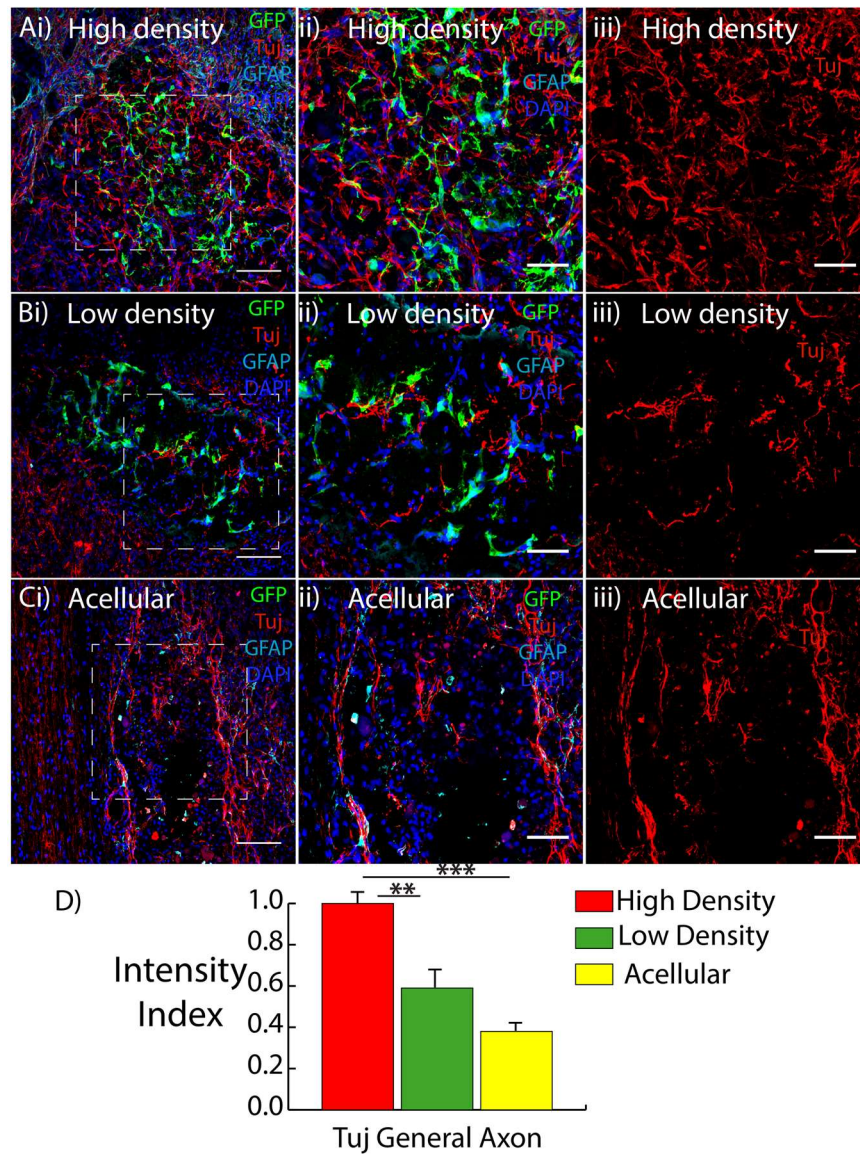 Ai) High density
GFP
Tuj
GFAP
DAPI
ii) High density
GFP
Tuj
GFAP
DAPI
iii) High density
Tuj
Bi) Low density
GFP
Tuj
GFAP
DAPI
ii) Low density
GFP
Tuj
GFAP
DAPI
iii) Low density
Tuj
Ci) Acellular
GFP
Tuj
GFAP
DAPI
ii) Acellular
GFP
Tuj
GFAP
DAPI
iii) Acellular
Tuj
D)
***
**
Intensity
Index
1.0
0.8
0.6
0.4
0.2
0.0
High Density
Low Density
Acellular
Tuj General Axon